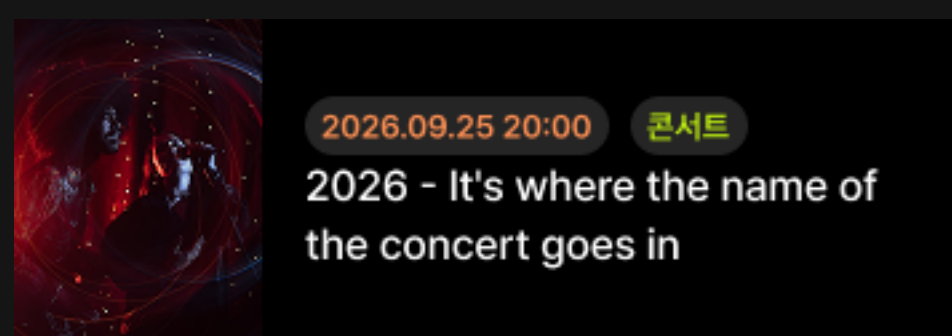 2026.09.25 20:00 콘서트
2026 - It's where the name of
the concert goes in